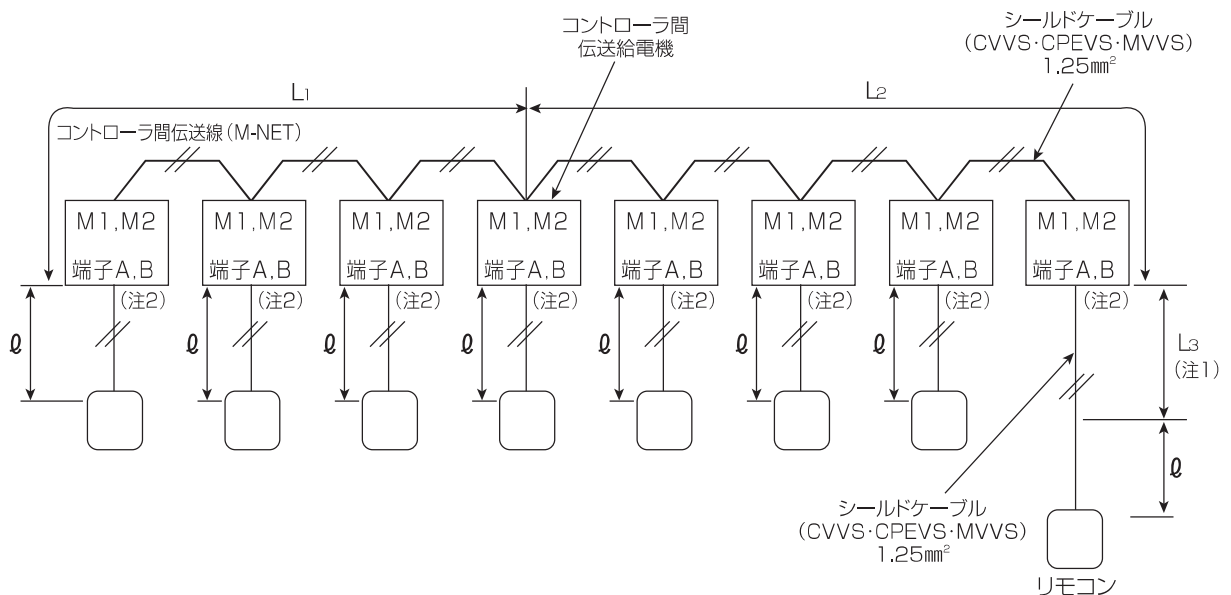 コントローラ間
伝送給電機
シールドケーブル
(CVVS·CPEVS·MVVS)
1.25mm²
L₁
L₂
コントローラ間伝送線(M-NET)
M1,M2
M1,M2
M1,M2
M1,M2
M1,M2
M1,M2
M1,M2
M1,M2
端子A,B
端子A,B
端子A,B
端子A,B
端子A,B
端子A,B
端子A,B
端子A,B
(注2)
(注2)
(注2)
(注2)
(注2)
(注2)
(注2)
(注2)
ℓ
ℓ
ℓ
ℓ
ℓ
ℓ
ℓ
L₃
(注1)
ℓ
シールドケーブル
(CVVS·CPEVS·MVVS)
1.25mm²
リモコン